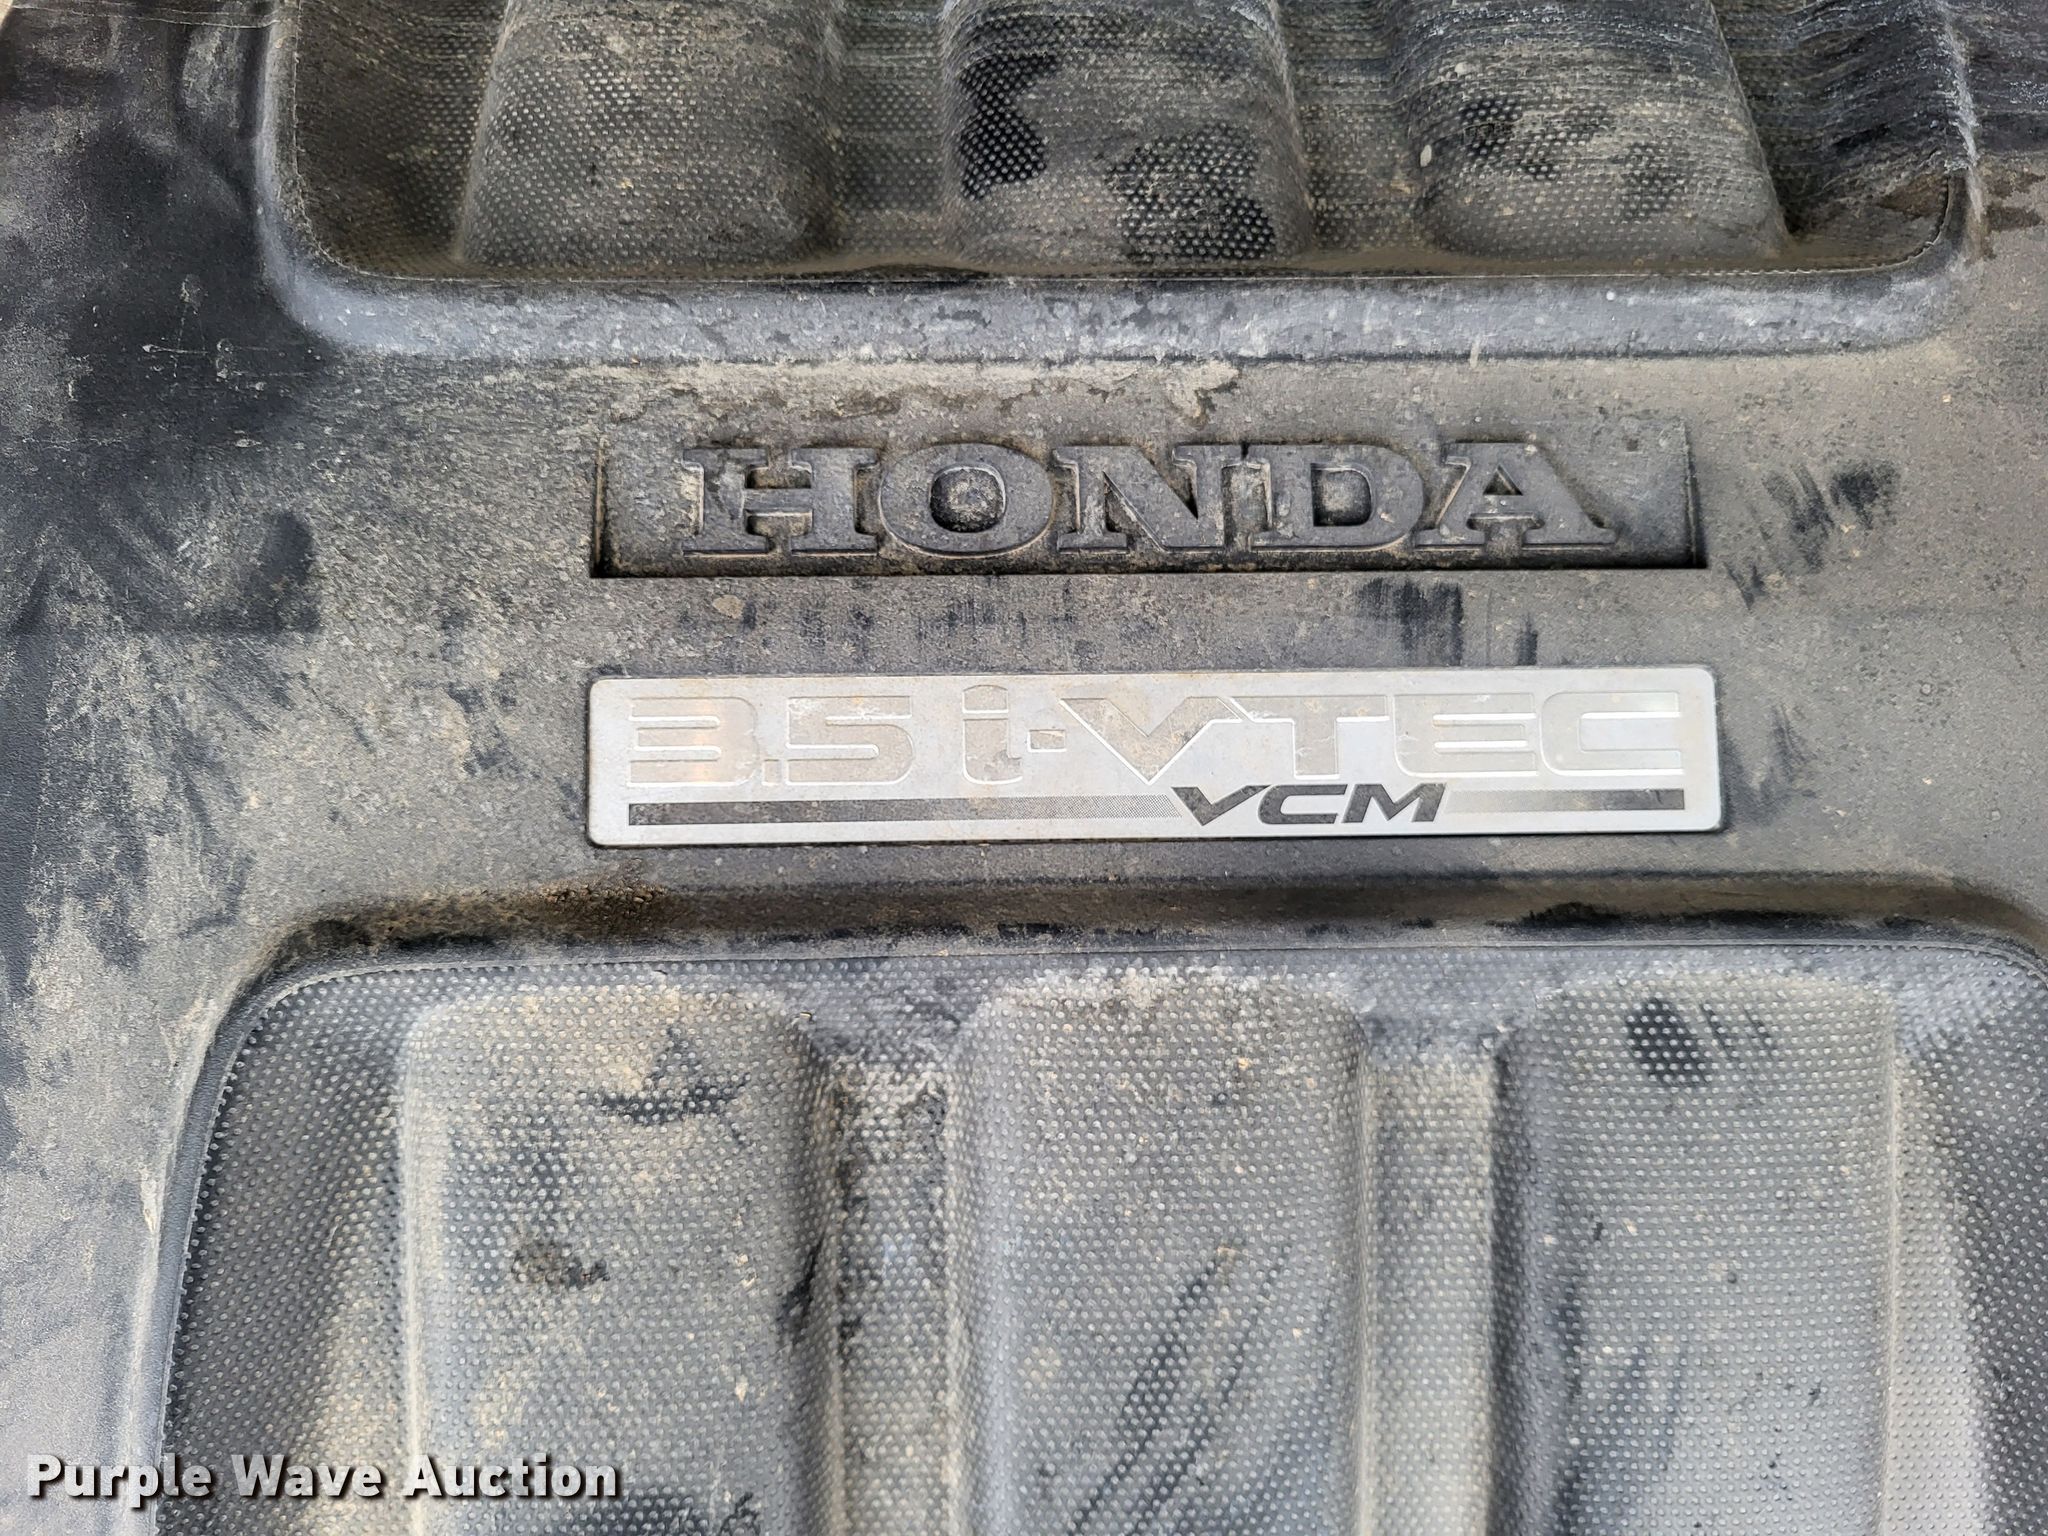 HONDA
3.5 i-VTEC
VCM
Purple Wave Auction